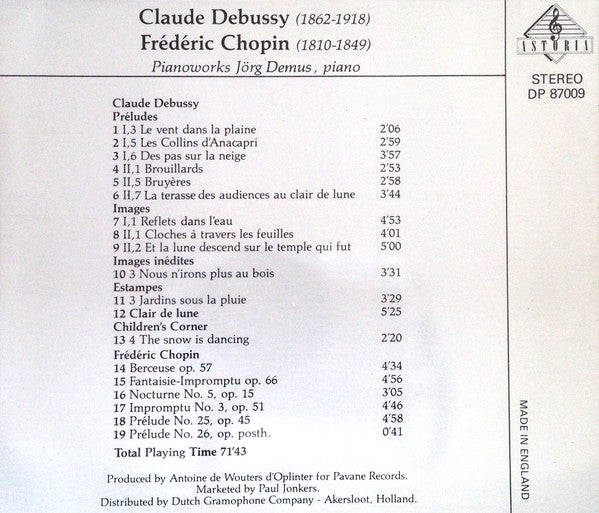 Claude Debussy (1862-1918)
Frédéric Chopin (1810-1849)
Pianoworks Jörg Demus, piano
ASTORIA
STEREO
DP 87009
Claude Debussy
Préludes
1 I,3 Le vent dans la plaine 2'06
2 I,5 Les Collins d'Anacapri 2'59
3 I,6 Des pas sur la neige 3'57
4 II,1 Brouillards 2'53
5 II,5 Bruyères 2'58
6 II,7 La terasse des audiences au clair de lune 3'44
Images
7 I,1 Reflets dans l'eau 4'53
8 II,1 Cloches à travers les feuilles 4'01
9 II,2 Et la lune descend sur le temple qui fut 5'00
Images inédites
10 3 Nous n'irons plus au bois 3'31
Estampes
11 3 Jardins sous la pluie 3'29
12 Clair de lune 5'25
Children's Corner
13 4 The snow is dancing 2'20
Frédéric Chopin
14 Berceuse op. 57 4'34
15 Fantaisie-Impromptu op. 66 4'56
16 Nocturne No. 5, op. 15 3'05
17 Impromptu No. 3, op. 51 4'46
18 Prélude No. 25, op. 45 4'58
19 Prélude No. 26, op. posth. 0'41
Total Playing Time 71'43
Produced by Antoine de Wouters d'Oplinter for Pavane Records.
Marketed by Paul Jonkers.
Distributed by Dutch Gramophone Company - Akersloot, Holland.
MADE IN ENGLAND